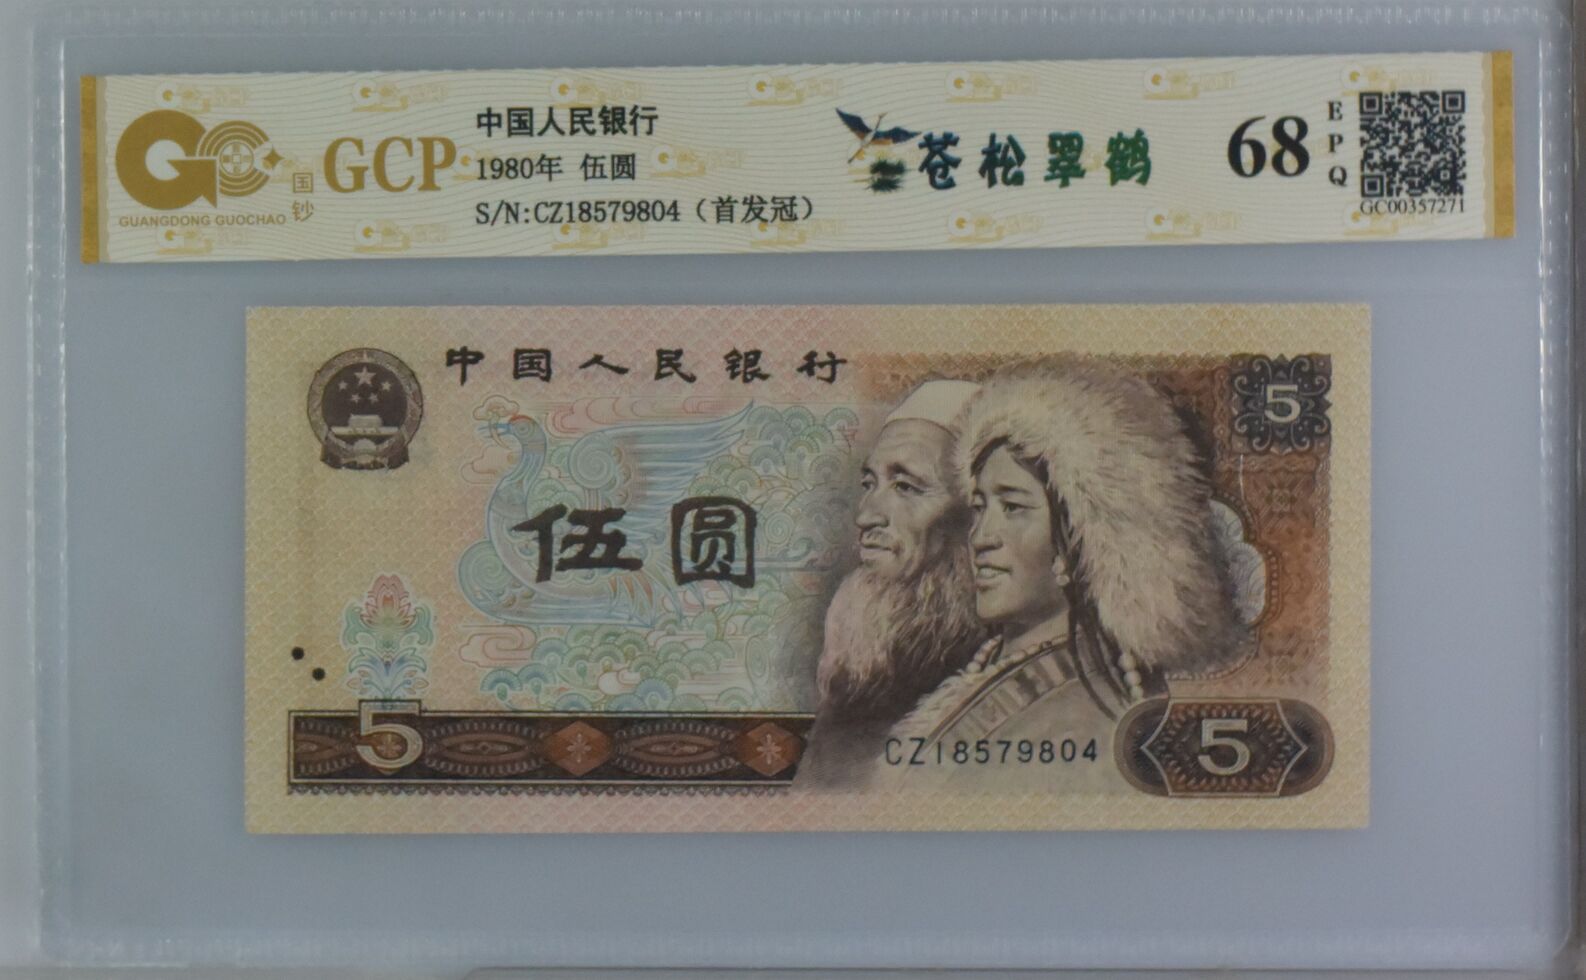 GC
国
钞
GUANGDONG GUOCHAO
GCP
中国人民银行
1980年 伍圆
S/N:CZ18579804（首发冠）
苍松翠鹤
68
E
P
Q
GC00357271
中国人民银行
5
伍圆
5
CZ18579804
5